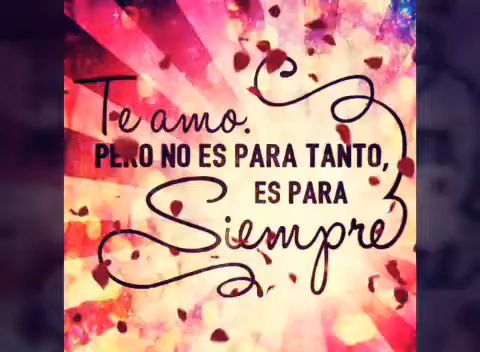 Te amo.
PERO NO ES PARA TANTO,
ES PARA
Siempre